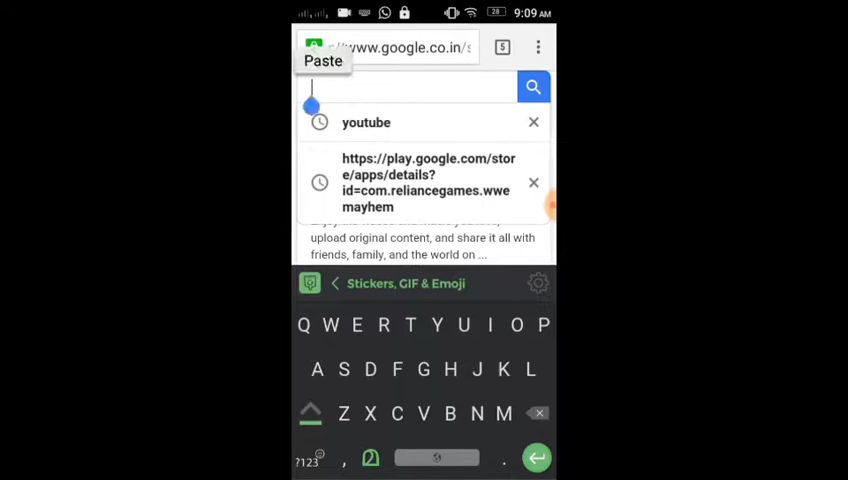 28 9:09 AM
//www.google.co.in/s
5
Paste
youtube
https://play.google.com/stor
e/apps/details?
id=com.reliancegames.wwe
mayhem
upload original content, and share it all with
friends, family, and the world on ...
Stickers, GIF & Emoji
Q W E R T Y U I O P
A S D F G H J K L
Z X C V B N M
?123 , .